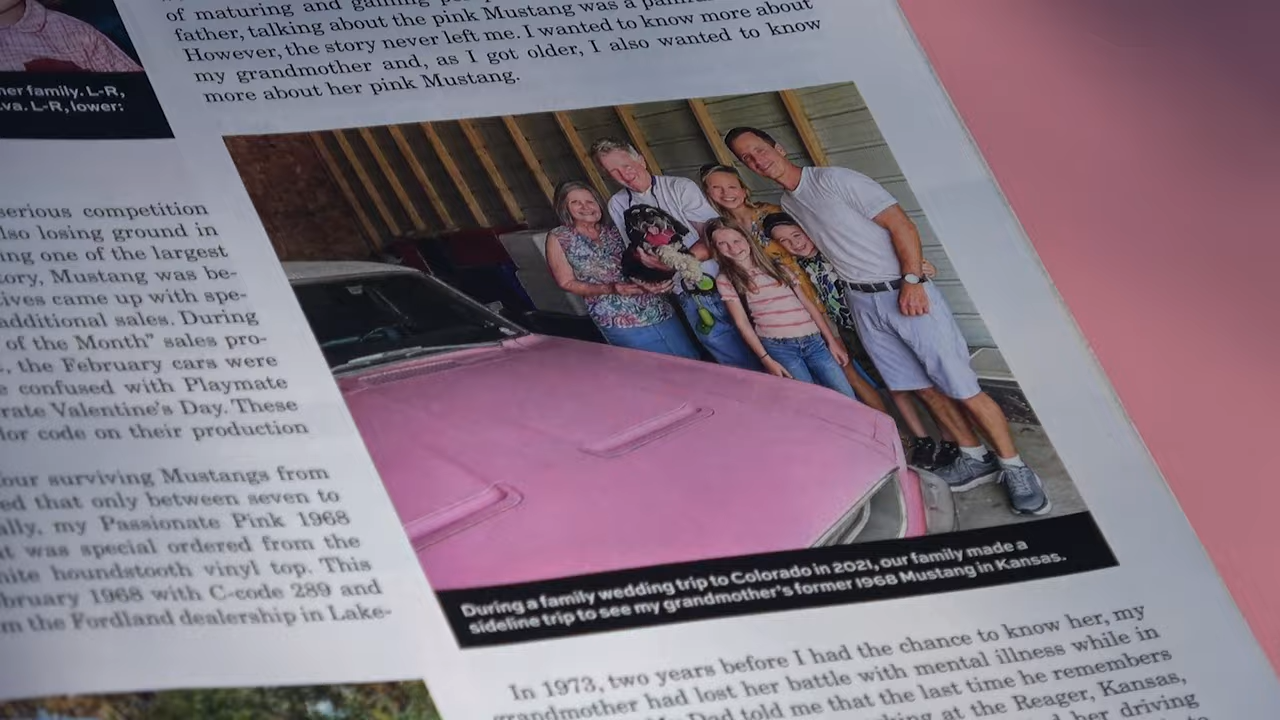 of maturing and gaining
father, talking about the pink Mustang was a
However, the story never left me. I wanted to know more about
my grandmother and, as I got older, I also wanted to know
more about her pink Mustang.
her family. L-R,
va. L-R, lower:
serious competition
lso losing ground in
ing one of the largest
tory, Mustang was be-
tives came up with spe-
additional sales. During
of the Month" sales pro-
, the February cars were
e confused with Playmate
rate Valentine's Day. These
lor code on their production
our surviving Mustangs from
ed that only between seven to
ally, my Passionate Pink 1968
at was special ordered from the
hite houndstooth vinyl top. This
bruary 1968 with C-code 289 and
m the Fordland dealership in Lake-
During a family wedding trip to Colorado in 2021, our family made a
sideline trip to see my grandmother's former 1968 Mustang in Kansas.
In 1973, two years before I had the chance to know her, my
grandmother had lost her battle with mental illness while in
Dad told me that the last time he remembers
at the Reager, Kansas,
her driving